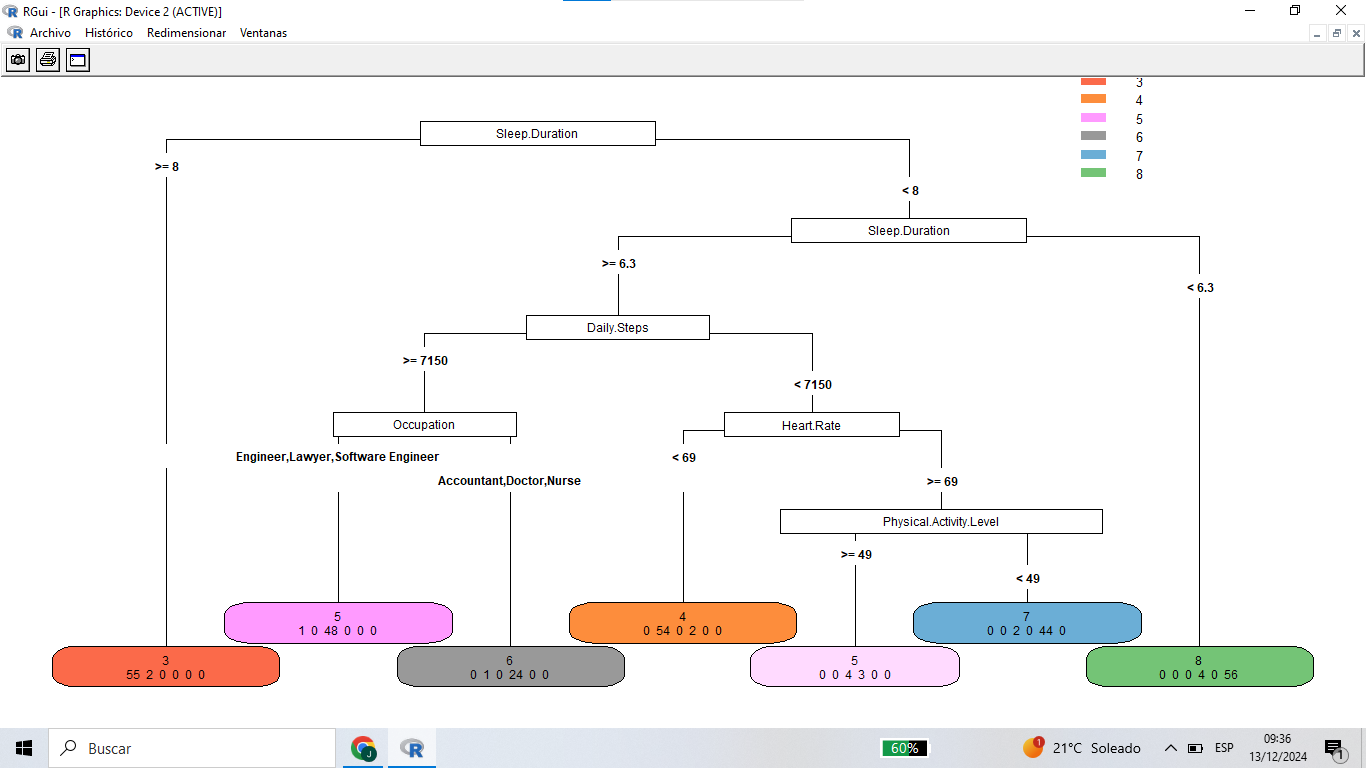 RGui - [R Graphics: Device 2 (ACTIVE)]
Archivo Histórico Redimensionar Ventanas
3
4
5
6
7
8
Sleep.Duration
>= 8
< 8
Sleep.Duration
>= 6.3
< 6.3
Daily.Steps
>= 7150
< 7150
Occupation
Heart.Rate
Engineer,Lawyer,Software Engineer
Accountant,Doctor,Nurse
< 69
>= 69
Physical.Activity.Level
>= 49
< 49
5
1 0 48 0 0 0
4
0 54 0 2 0 0
7
0 0 2 0 44 0
3
55 2 0 0 0 0
6
0 1 0 24 0 0
5
0 0 4 3 0 0
8
0 0 0 4 0 56
Buscar
J
R
60%
1
21°C Soleado
ESP
09:36
13/12/2024
1